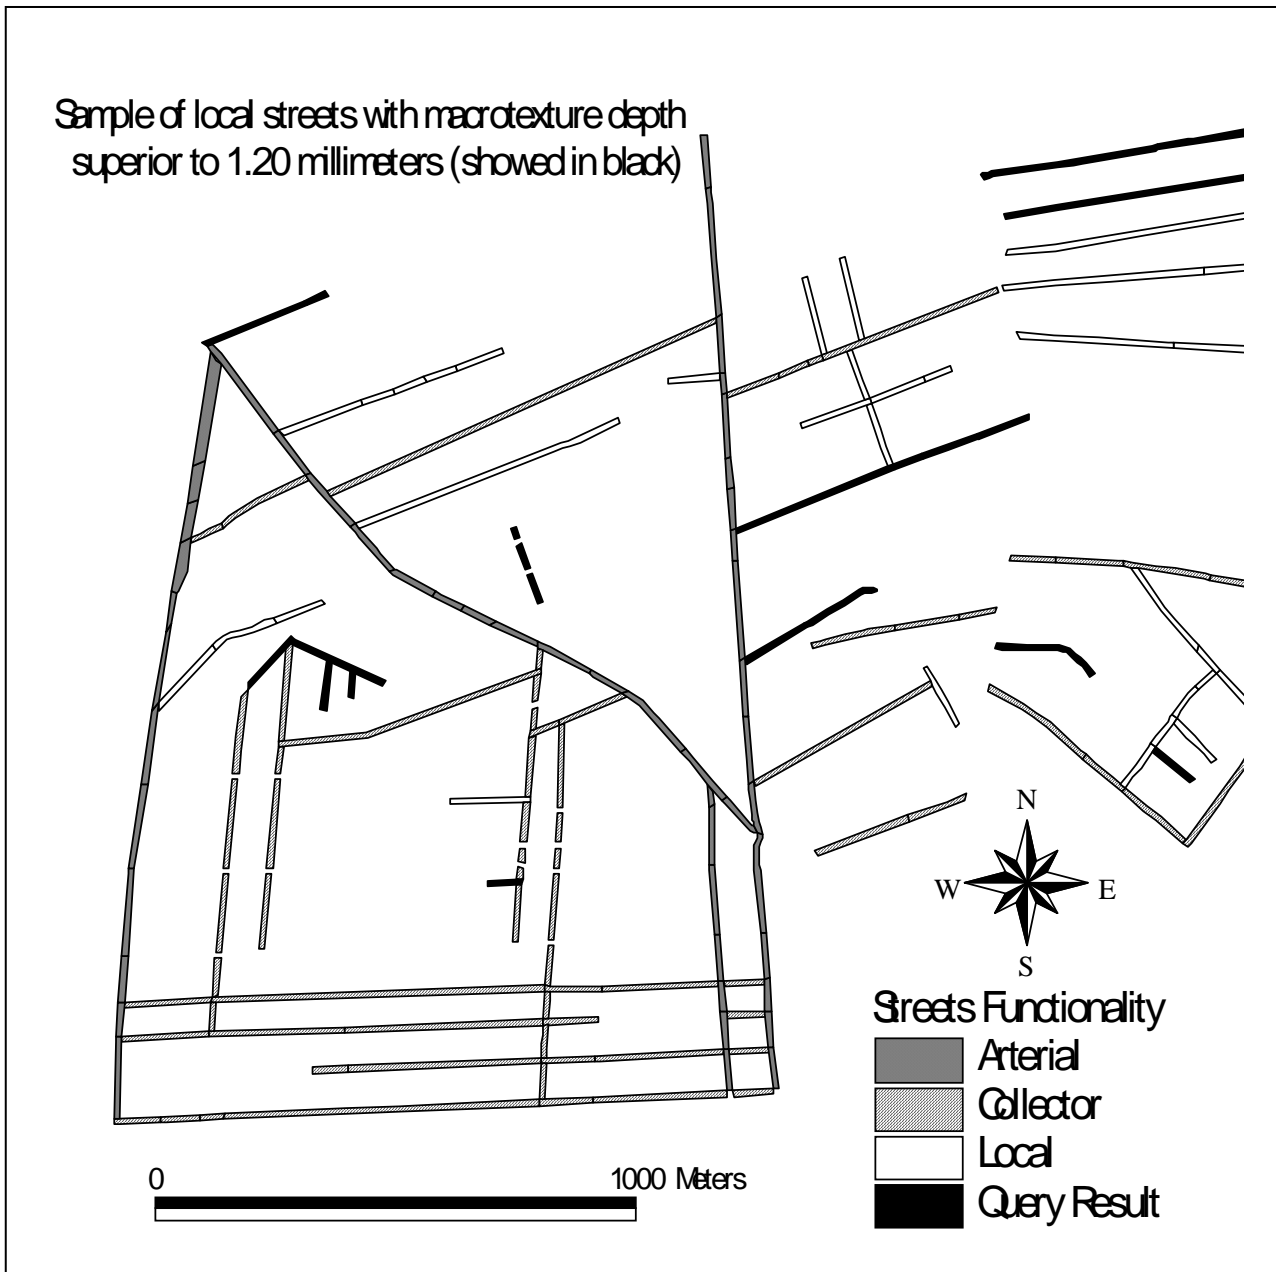 Sample of local streets with macrotexture depth
superior to 1.20 millimeters (showed in black)
N
W
E
S
Streets Functionality
Arterial
Collector
Local
Query Result
0
1000 Meters